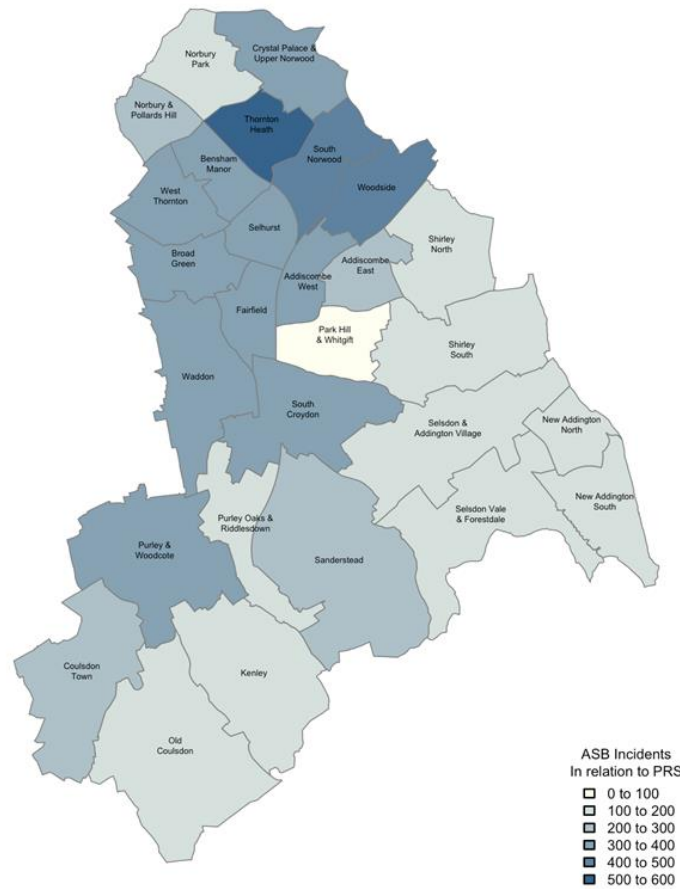 Norbury
Park
Crystal Palace &
Upper Norwood
Norbury &
Pollards Hill
Thornton
Heath
South
Norwood
Bensham
Manor
Woodside
West
Thornton
Selhurst
Shirley
North
Broad
Green
Addiscombe
West
Addiscombe
East
Fairfield
Park Hill
& Whitgift
Shirley
South
Waddon
South
Croydon
Selsdon &
Addington Village
New Addington
North
New Addington
South
Purley Oaks &
Riddlesdown
Selsdon Vale
& Forestdale
Purley &
Woodcote
Sanderstead
Coulsdon
Town
Kenley
Old
Coulsdon
ASB Incidents
In relation to PRS
0 to 100
100 to 200
200 to 300
300 to 400
400 to 500
500 to 600